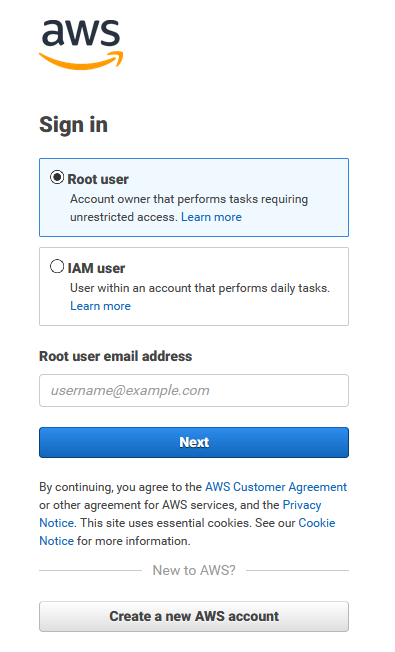 aws
Sign in
Root user
Account owner that performs tasks requiring
unrestricted access. Learn more
IAM user
User within an account that performs daily tasks.
Learn more
Root user email address
username@example.com
Next
By continuing, you agree to the AWS Customer Agreement
or other agreement for AWS services, and the Privacy
Notice. This site uses essential cookies. See our Cookie
Notice for more information.
New to AWS?
Create a new AWS account